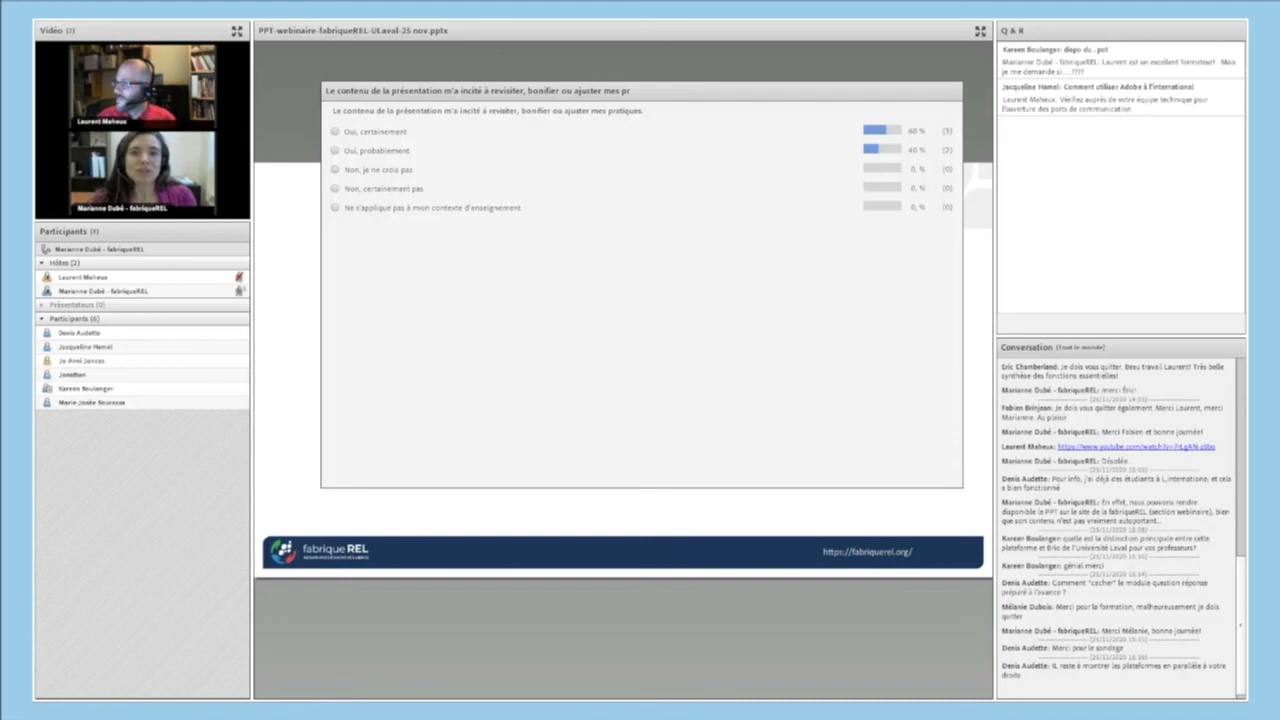 Vidéo (2)
Laurent Maheux
Marianne Dubé - fabriqueREL
Participants
Marianne Dubé - fabriqueREL
Hôtes (2)
Laurent Maheux
Marianne Dubé - fabriqueREL
Présentateurs (0)
Participants (6)
Denis Audette
Jacqueline Hamel
Jo Anni Joncas
Jonathan
Kareen Boulanger
Marie-Josée
PPT-webinaire-fabriqueREL-ULaval-25 nov.pptx
Le contenu de la présentation m'a incité à revisiter, bonifier ou ajuster mes pr
Le contenu de la présentation m'a incité à revisiter, bonifier ou ajuster mes pratiques.
Oui, certainement 60 % (3)
Oui, probablement 40 % (2)
Non, je ne crois pas 0, % (0)
Non, certainement pas 0, % (0)
Ne s'applique pas à mon contexte d'enseignement 0, % (0)
fabriqueREL
https://fabriquerel.org/
Q & R
Kareen Boulanger: dispo du . ppt
Marianne Dubé - fabriqueREL: Laurent est un excellent formateur! Mais
je me demande si....????
Jacqueline Hamel: Comment utiliser Adobe à l'international
Laurent Maheux: Vérifiez auprès de votre équipe technique pour
l'ouverture des ports de communication
Conversation (Tout le monde)
Eric Chamberland: Je dois vous quitter. Beau travail Laurent! Très belle
synthèse des fonctions essentielles!
Marianne Dubé - fabriqueREL: merci Éric!
Fabien Brinjean: Je dois vous quitter également. Merci Laurent, merci
Marianne. Au plaisir
Marianne Dubé - fabriqueREL: Merci Fabien et bonne journée!
Laurent Maheux:
Marianne Dubé - fabriqueREL: Désolée.
Denis Audette: Pour info, j'ai déjà des étudiants à L,internationa; et cela
a bien fonctionné
Marianne Dubé - fabriqueREL: En effet, nous pouvons rendre
disponible le PPT sur le site de la fabriqueREL (section webinaire), bien
que son contenu n'est pas vraiment autoportant...
Kareen Boulanger: quelle est la distinction principale entre cette
plateforme et Brio de l'Université Laval pour vos professeurs?
Kareen Boulanger: génial merci
Denis Audette: Comment "cacher" le module question réponse
préparé à l'avance ?
Mélanie Dubois: Merci pour la formation, malheureusement je dois
quitter
Marianne Dubé - fabriqueREL: Merci Mélanie, bonne journée!
Denis Audette: Merci pour le sondage
Denis Audette: IL reste à montrer les plateformes en parallèle à votre
droite